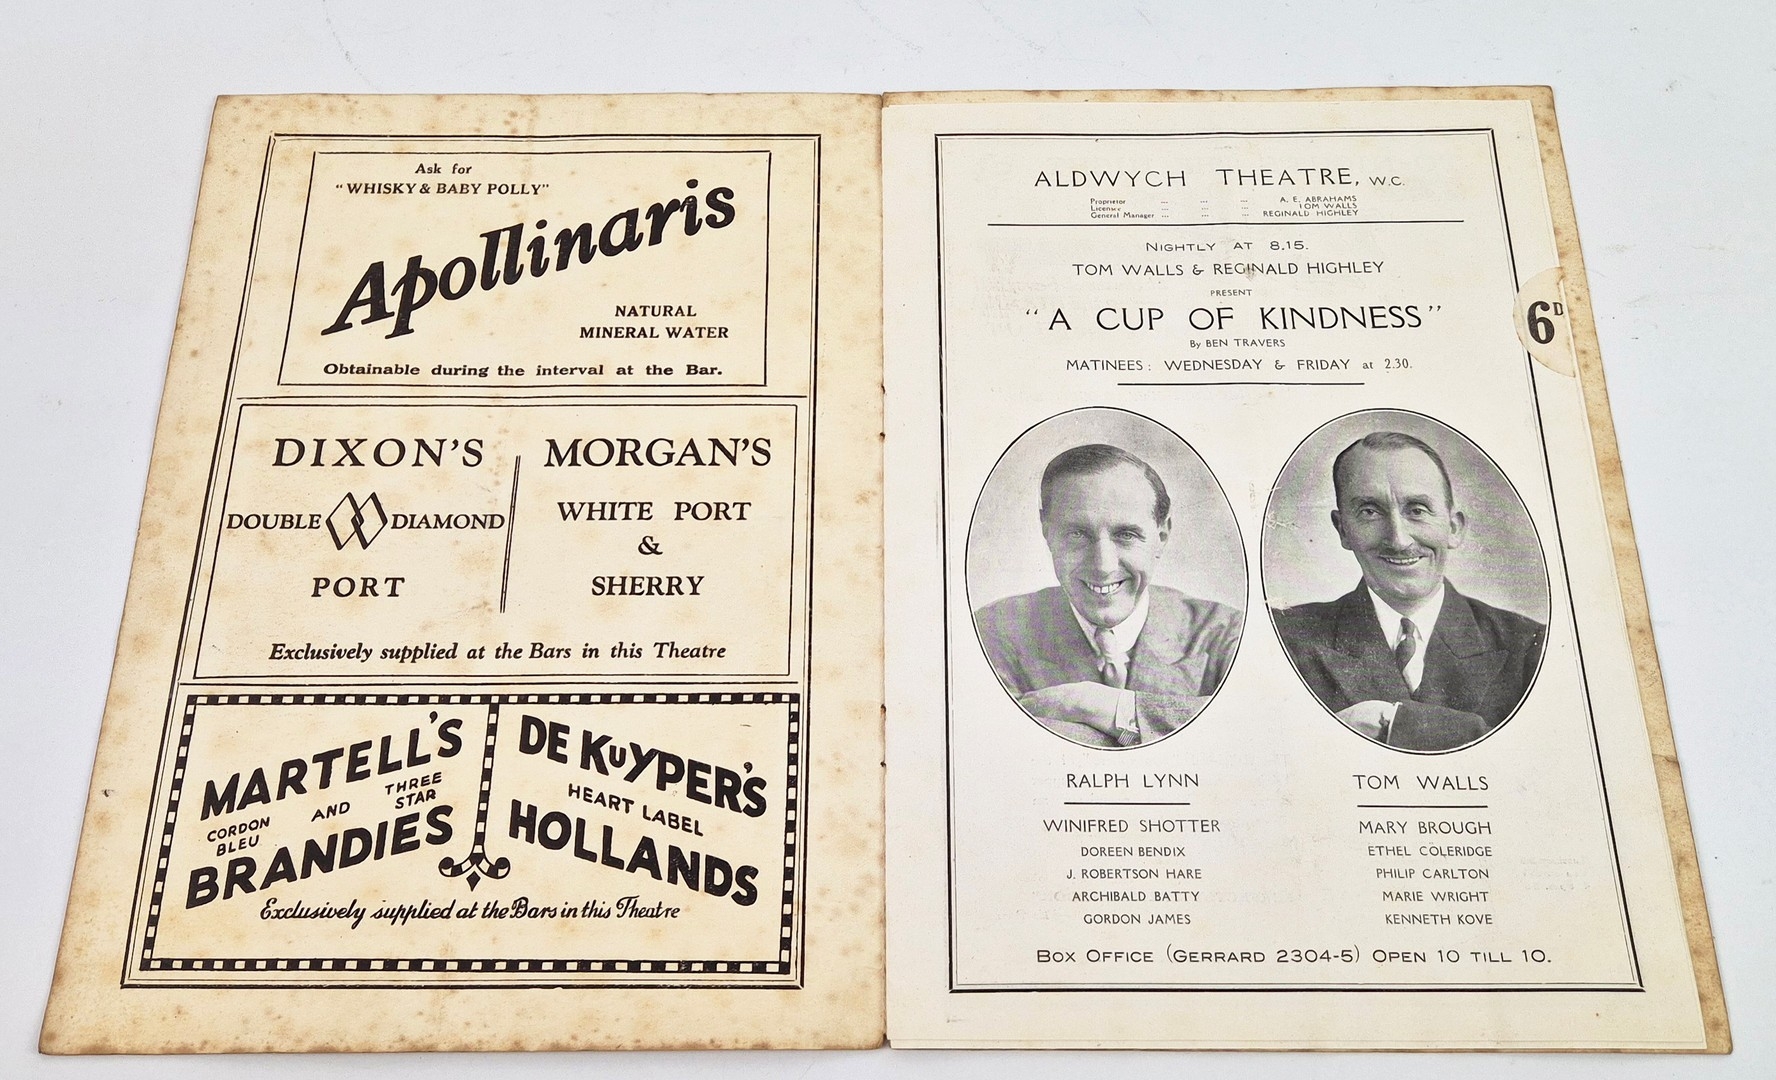 Ask for
"WHISKY & BABY POLLY"
Apollinaris
NATURAL
MINERAL WATER
Obtainable during the interval at the Bar.
DIXON'S
DOUBLE DIAMOND
PORT
MORGAN'S
WHITE PORT
&
SHERRY
Exclusively supplied at the Bars in this Theatre
MARTELL'S
CORDON BLEU AND THREE STAR
BRANDIES
DE KUYPER'S
HEART LABEL
HOLLANDS
Exclusively supplied at the Bars in this Theatre
ALDWYCH THEATRE, W.C.
Proprietor ... ... ... A. E. ABRAHAMS
Licensee ... ... ... TOM WALLS
General Manager ... ... ... REGINALD HIGHLEY
NIGHTLY AT 8.15.
TOM WALLS & REGINALD HIGHLEY
PRESENT
"A CUP OF KINDNESS"
By BEN TRAVERS
MATINEES: WEDNESDAY & FRIDAY at 2.30.
6D
RALPH LYNN
WINIFRED SHOTTER
DOREEN BENDIX
J. ROBERTSON HARE
ARCHIBALD BATTY
GORDON JAMES
TOM WALLS
MARY BROUGH
ETHEL COLERIDGE
PHILIP CARLTON
MARIE WRIGHT
KENNETH KOVE
BOX OFFICE (GERRARD 2304-5) OPEN 10 TILL 10.